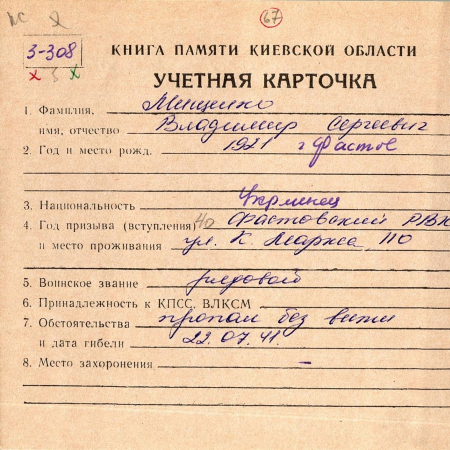 67
3-308
х 3 х
КНИГА ПАМЯТИ КИЕВСКОЙ ОБЛАСТИ
УЧЕТНАЯ КАРТОЧКА
1. Фамилия, Мищенко
имя, отчество Владимир Сергеевич
2. Год и место рожд. 1921 г Фастов
3. Национальность Украинец
4. Год призыва (вступления) 40 Фастовский РВК
и место проживания ул. К. Маркса 110
5. Воинское звание рядовой
6. Принадлежность к КПСС, ВЛКСМ
7. Обстоятельства пропал без вести
и дата гибели 22.07.41.
8. Место захоронения –